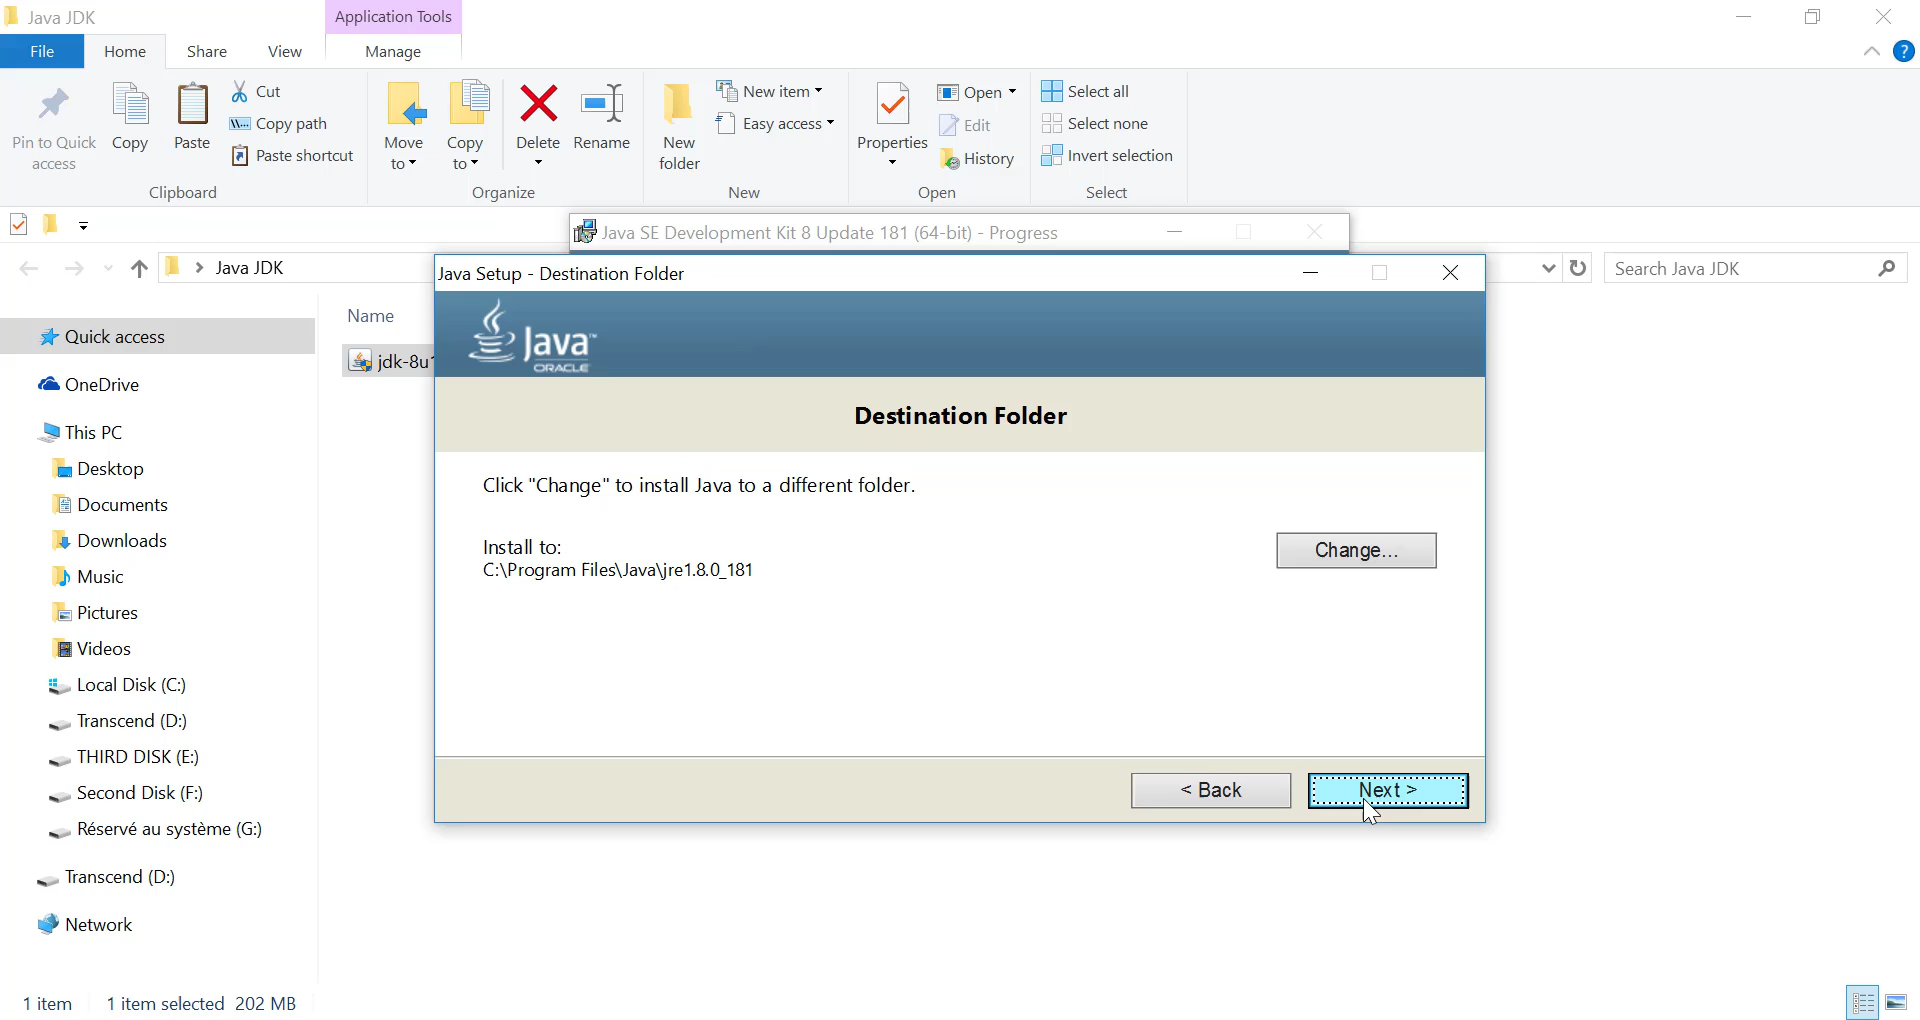 Java JDK
Application Tools
File
Home
Share
View
Manage
?
Pin to Quick access
Copy
Paste
Cut
Copy path
Paste shortcut
Clipboard
Move to
Copy to
Delete
Rename
Organize
New folder
New item
Easy access
New
Properties
Open
Edit
History
Open
Select all
Select none
Invert selection
Select
Java SE Development Kit 8 Update 181 (64-bit) - Progress
Java JDK
Search Java JDK
Java Setup - Destination Folder
Java™
ORACLE
Name
jdk-8u1
Quick access
OneDrive
This PC
Desktop
Documents
Downloads
Music
Pictures
Videos
Local Disk (C:)
Transcend (D:)
THIRD DISK (E:)
Second Disk (F:)
Réservé au système (G:)
Transcend (D:)
Network
Destination Folder
Click "Change" to install Java to a different folder.
Install to:
C:\Program Files\Java\jre1.8.0_181
Change...
< Back
Next >
1 item
1 item selected 202 MB